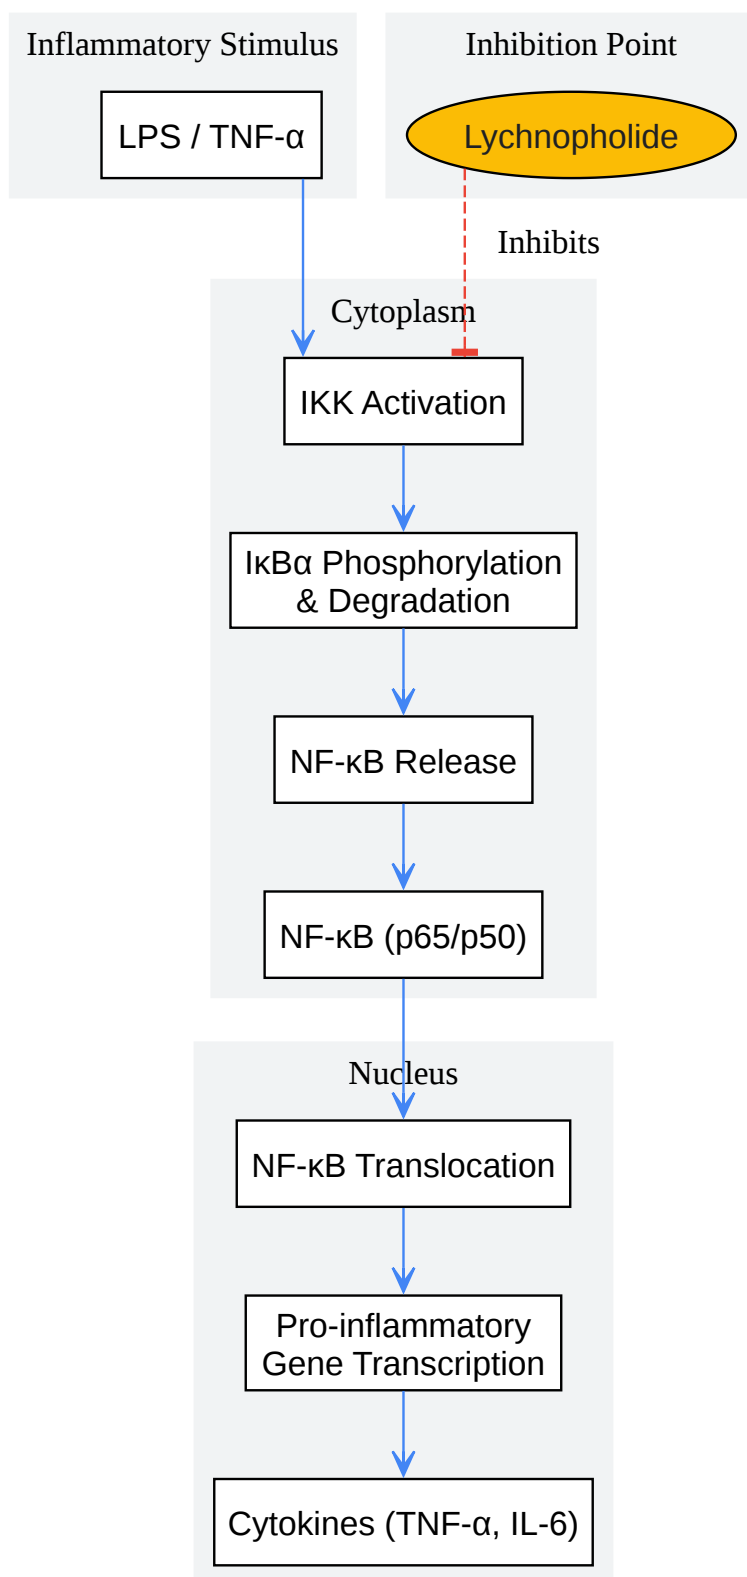 Inflammatory Stimulus
Inhibition Point
LPS / TNF-α
Lychnopholide
Inhibits
Cytoplasm
IKK Activation
IκBα Phosphorylation
& Degradation
NF-κB Release
NF-κB (p65/p50)
Nucleus
NF-κB Translocation
Pro-inflammatory
Gene Transcription
Cytokines (TNF-α, IL-6)